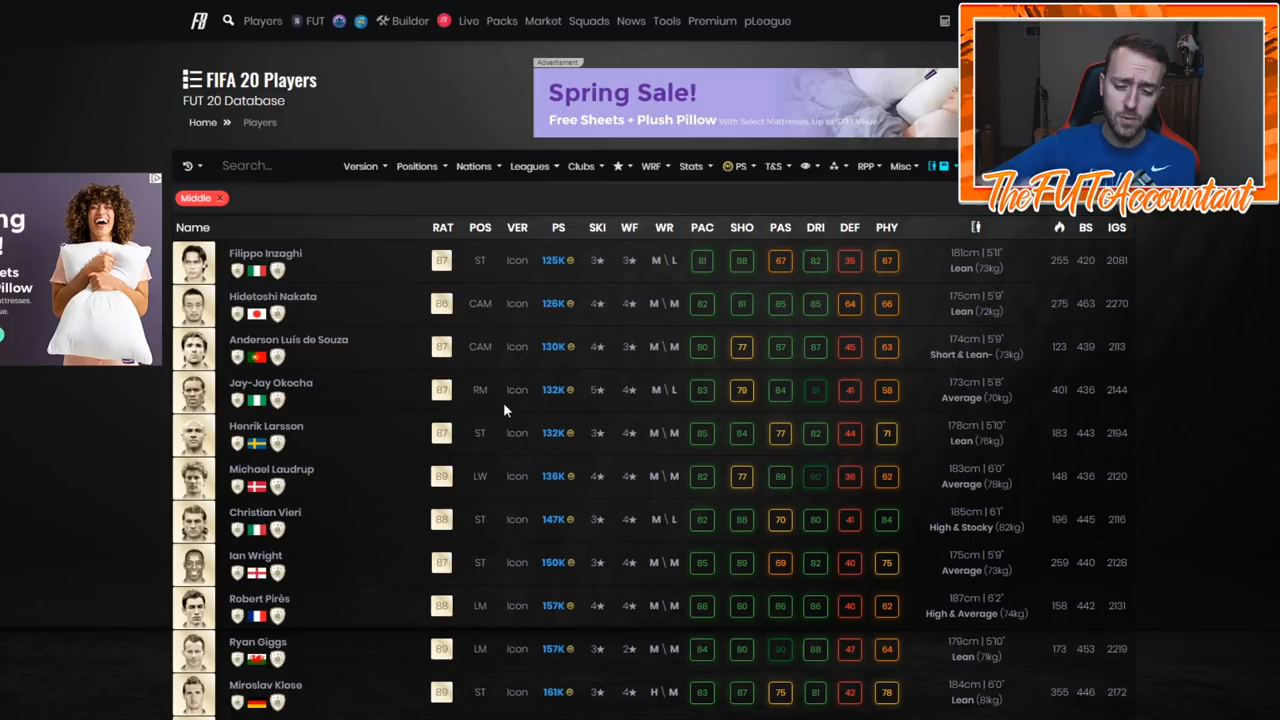 FB Players FUT Builder Live Packs Market Squads News Tools Premium pLeague
FIFA 20 Players
FUT 20 Database
Home » Players
Advertisement
Spring Sale!
Free Sheets + Plush Pillow With Select Mattresses. Up to $193 Value.
TheFUTAccountant
Search... Version Positions Nations Leagues Clubs WRF Stats PS T&S RPP Misc
Middle ×
Name RAT POS VER PS SKI WF WR PAC SHO PAS DRI DEF PHY BS IGS
Filippo Inzaghi 87 ST Icon 125K 3★ 3★ M \ L 81 88 67 82 35 67 181cm | 5'11" Lean (73kg) 255 420 2081
Hidetoshi Nakata 86 CAM Icon 126K 4★ 4★ M \ M 82 81 85 85 64 66 175cm | 5'9" Lean (72kg) 275 463 2270
Anderson Luís de Souza 87 CAM Icon 130K 4★ 3★ M \ M 80 77 87 87 45 63 174cm | 5'9" Short & Lean- (73kg) 123 439 2113
Jay-Jay Okocha 87 RM Icon 132K 5★ 4★ M \ L 83 79 84 91 41 58 173cm | 5'8" Average (70kg) 401 436 2144
Henrik Larsson 87 ST Icon 132K 3★ 4★ M \ M 85 84 77 82 44 71 178cm | 5'10" Lean (76kg) 183 443 2194
Michael Laudrup 89 LW Icon 136K 4★ 4★ M \ M 82 77 89 90 36 62 183cm | 6'0" Average (78kg) 148 436 2120
Christian Vieri 88 ST Icon 147K 3★ 4★ M \ L 82 88 70 80 41 84 185cm | 6'1" High & Stocky (82kg) 196 445 2116
Ian Wright 87 ST Icon 150K 3★ 4★ M \ M 85 89 69 82 40 75 175cm | 5'9" Average (73kg) 259 440 2128
Robert Pirès 88 LM Icon 157K 4★ 4★ M \ M 88 80 86 86 40 62 187cm | 6'2" High & Average (74kg) 158 442 2131
Ryan Giggs 89 LM Icon 157K 3★ 2★ M \ M 84 80 90 88 47 64 179cm | 5'10" Lean (71kg) 173 453 2219
Miroslav Klose 89 ST Icon 161K 3★ 4★ H \ M 83 87 75 81 42 78 184cm | 6'0" Lean (81kg) 355 446 2172